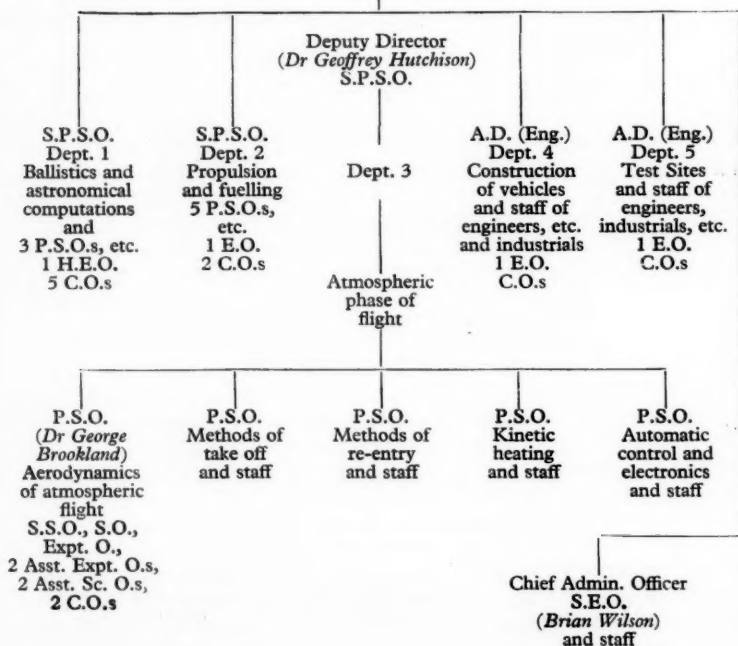 Deputy Director
(Dr Geoffrey Hutchison)
S.P.S.O.
S.P.S.O.
Dept. 1
Ballistics and
astronomical
computations
and
3 P.S.O.s, etc.
1 H.E.O.
5 C.O.s
S.P.S.O.
Dept. 2
Propulsion
and fuelling
5 P.S.O.s,
etc.
1 E.O.
2 C.O.s
Dept. 3
Atmospheric
phase of
flight
A.D. (Eng.)
Dept. 4
Construction
of vehicles
and staff of
engineers, etc.
and industrials
1 E.O.
C.O.s
A.D. (Eng.)
Dept. 5
Test Sites
and staff of
engineers,
industrials, etc.
1 E.O.
C.O.s
P.S.O.
(Dr George
Brookland)
Aerodynamics
of atmospheric
flight
S.S.O., S.O.,
Expt. O.,
2 Asst. Expt. O.s,
2 Asst. Sc. O.s,
2 C.O.s
P.S.O.
Methods of
take off
and staff
P.S.O.
Methods of
re-entry
and staff
P.S.O.
Kinetic
heating
and staff
P.S.O.
Automatic
control and
electronics
and staff
Chief Admin. Officer
S.E.O.
(Brian Wilson)
and staff